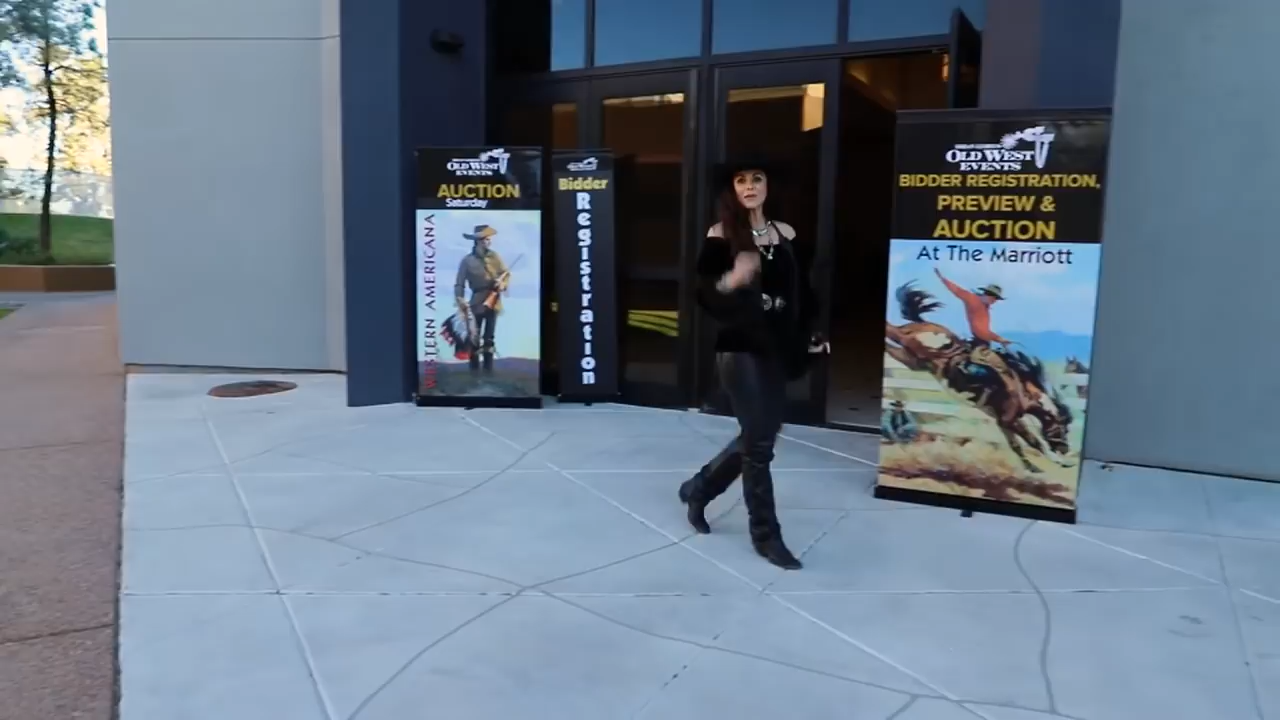 OLD WEST
EVENTS
AUCTION
Saturday
WESTERN AMERICANA
Bidder
Registration
OLD WEST
EVENTS
BIDDER REGISTRATION,
PREVIEW &
AUCTION
At The Marriott